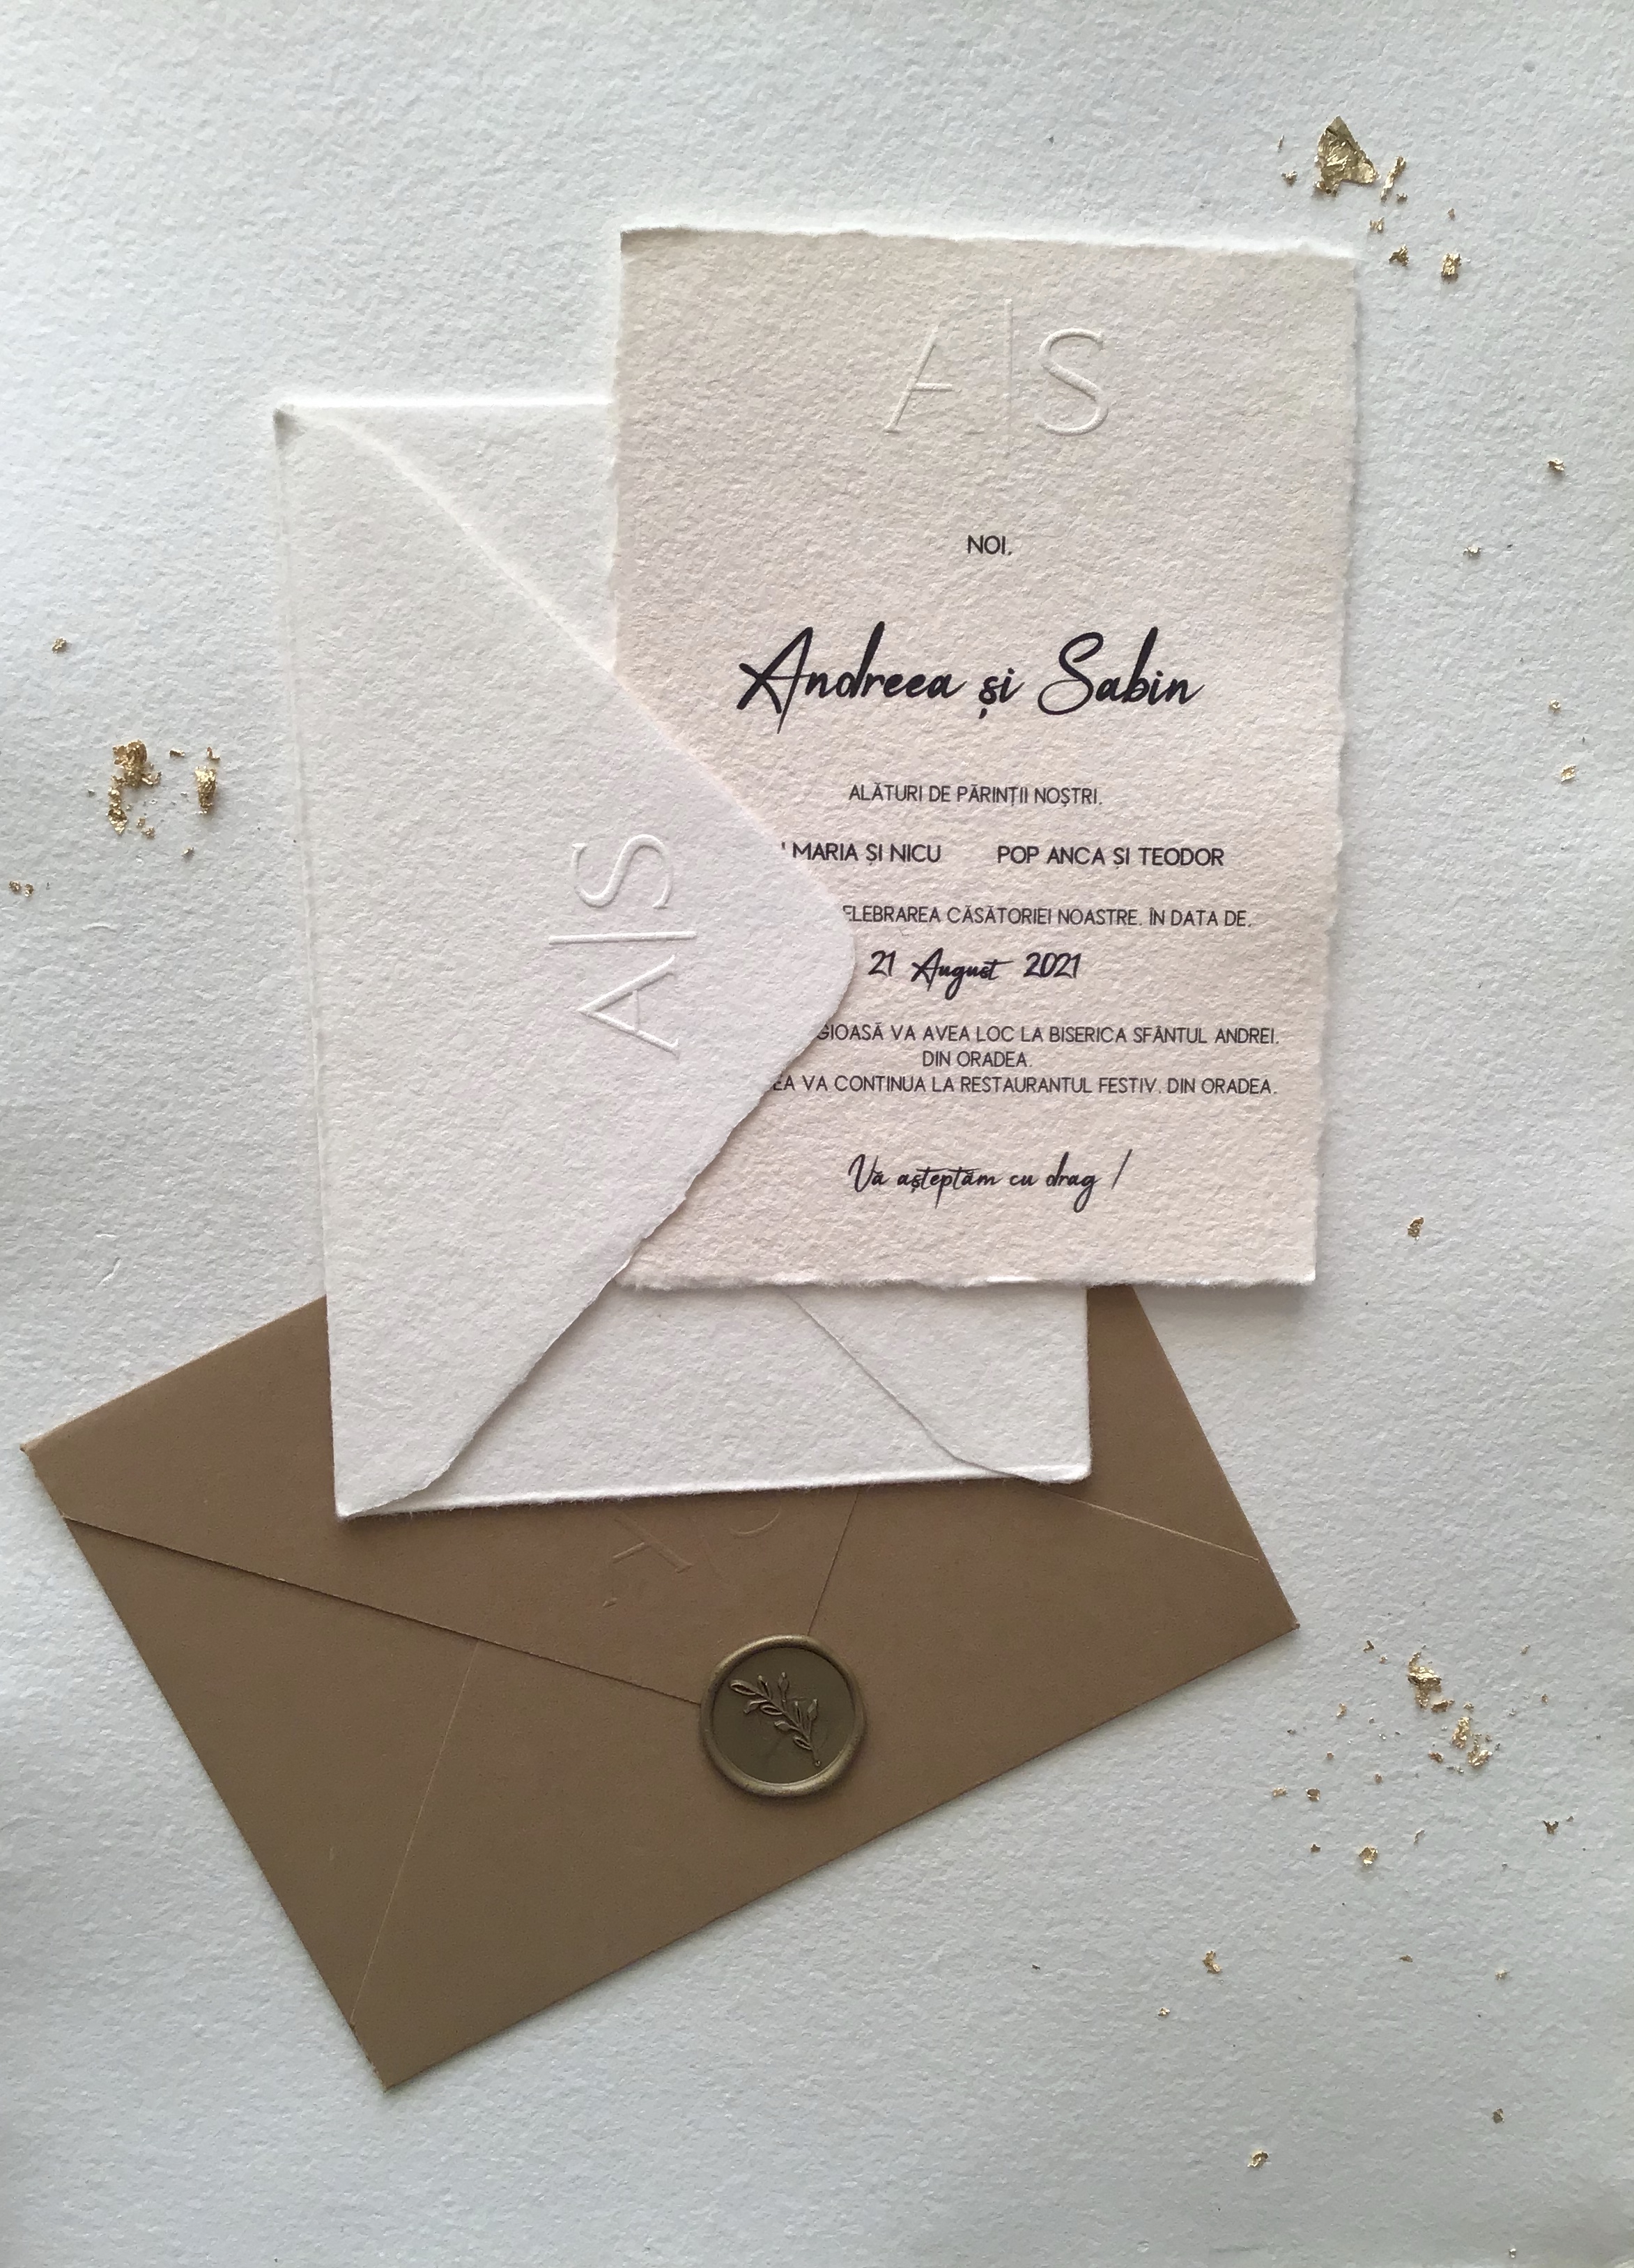 A|S
NOI,
Andreea și Sabin
ALĂTURI DE PĂRINȚII NOȘTRI,
MARIA ȘI NICU POP ANCA ȘI TEODOR
CĂSĂTORIEI NOASTRE, ÎN DATA DE,
21 August 2021
VA AVEA LOC LA BISERICA SFÂNTUL ANDREI,
DIN ORADEA.
VA CONTINUA LA RESTAURANTUL FESTIV, DIN ORADEA.
Vă așteptăm cu drag !
A|S